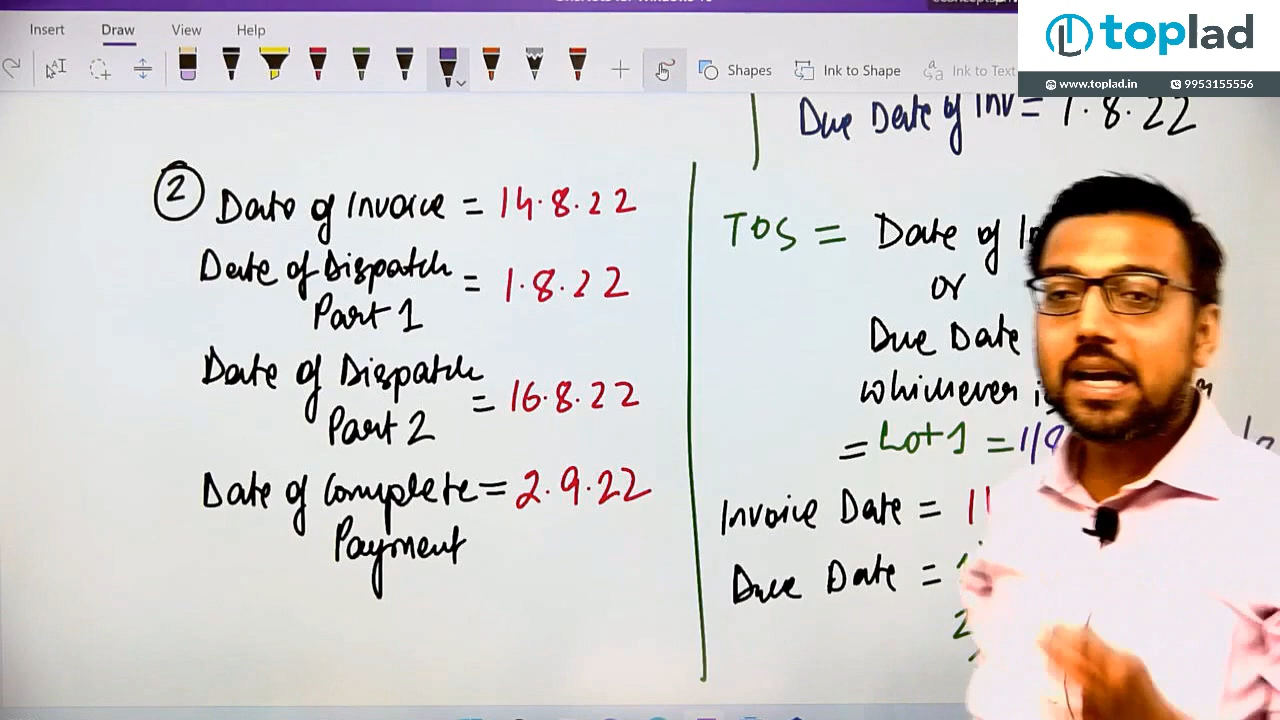 Insert Draw View Help
Shapes Ink to Shape Ink to Text
toplad
www.toplad.in 9953155556
Due Date of Inv = 1.8.22
2 Date of Invoice = 14.8.22
Date of Dispatch Part 1 = 1.8.22
Date of Dispatch Part 2 = 16.8.22
Date of Complete Payment = 2.9.22
TOS = Date of
or
Due Date
whichever
= Lot 1 =
Invoice Date =
Due Date =